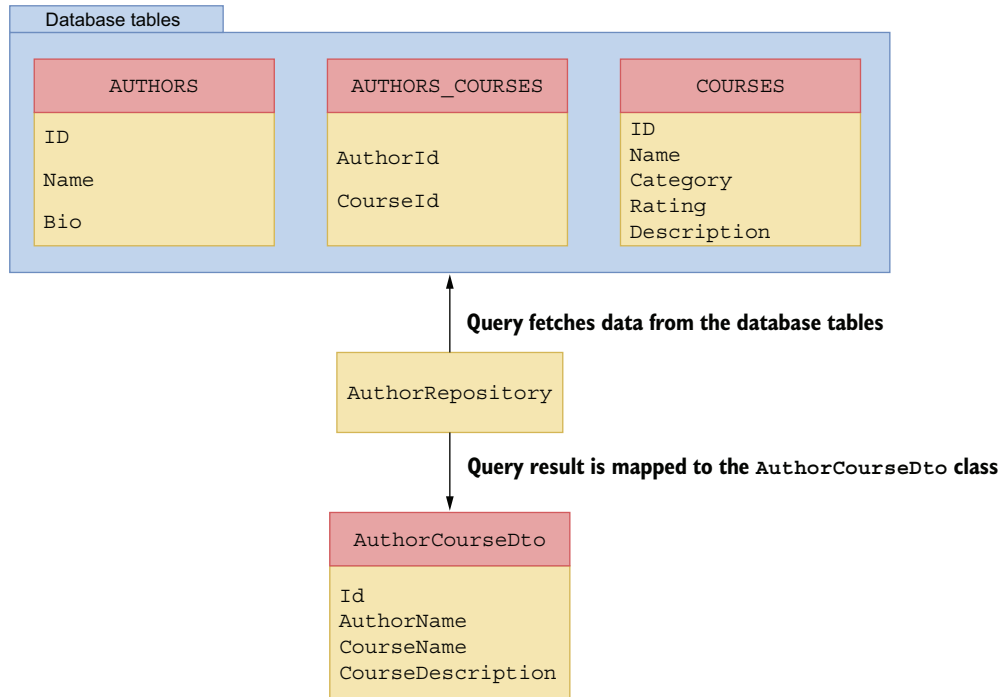 Database tables
AUTHORS
ID
Name
Bio
AUTHORS_COURSES
AuthorId
CourseId
COURSES
ID
Name
Category
Rating
Description
Query fetches data from the database tables
AuthorRepository
Query result is mapped to the AuthorCourseDto class
AuthorCourseDto
Id
AuthorName
CourseName
CourseDescription